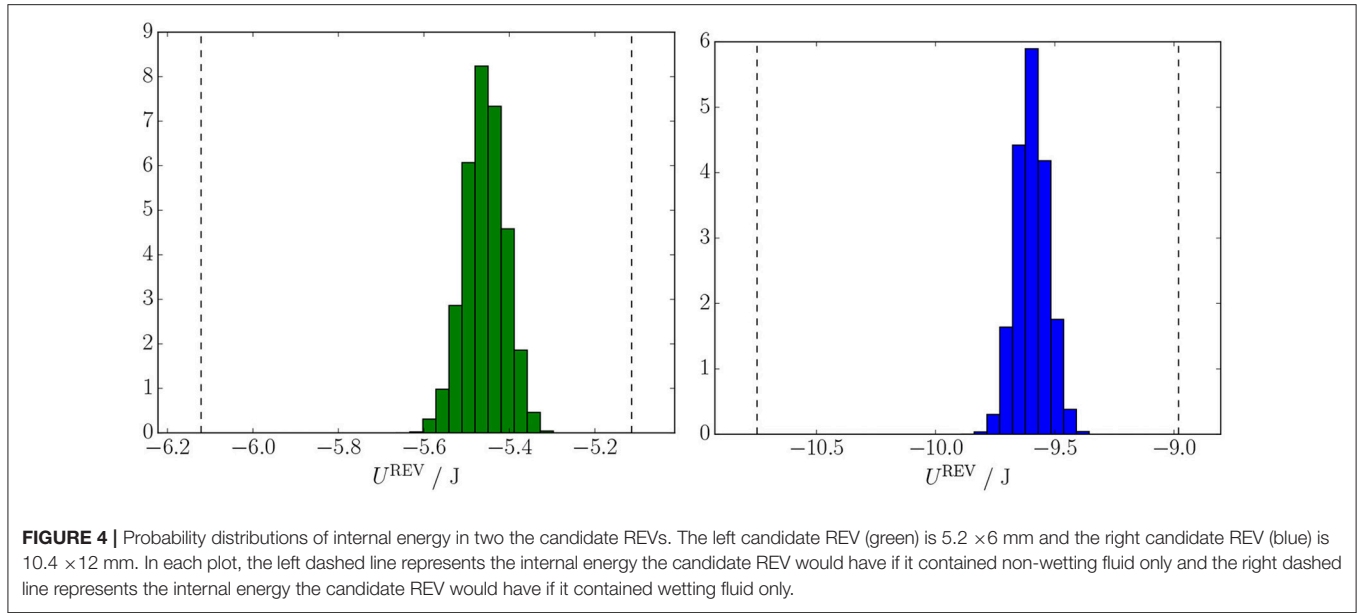 9
8
7
6
5
4
3
2
1
0
−6.2 −6.0 −5.8 −5.6 −5.4 −5.2
U^REV / J
6
5
4
3
2
1
0
−10.5 −10.0 −9.5 −9.0
U^REV / J
FIGURE 4 | Probability distributions of internal energy in two the candidate REVs. The left candidate REV (green) is 5.2 ×6 mm and the right candidate REV (blue) is
10.4 ×12 mm. In each plot, the left dashed line represents the internal energy the candidate REV would have if it contained non-wetting fluid only and the right dashed
line represents the internal energy the candidate REV would have if it contained wetting fluid only.